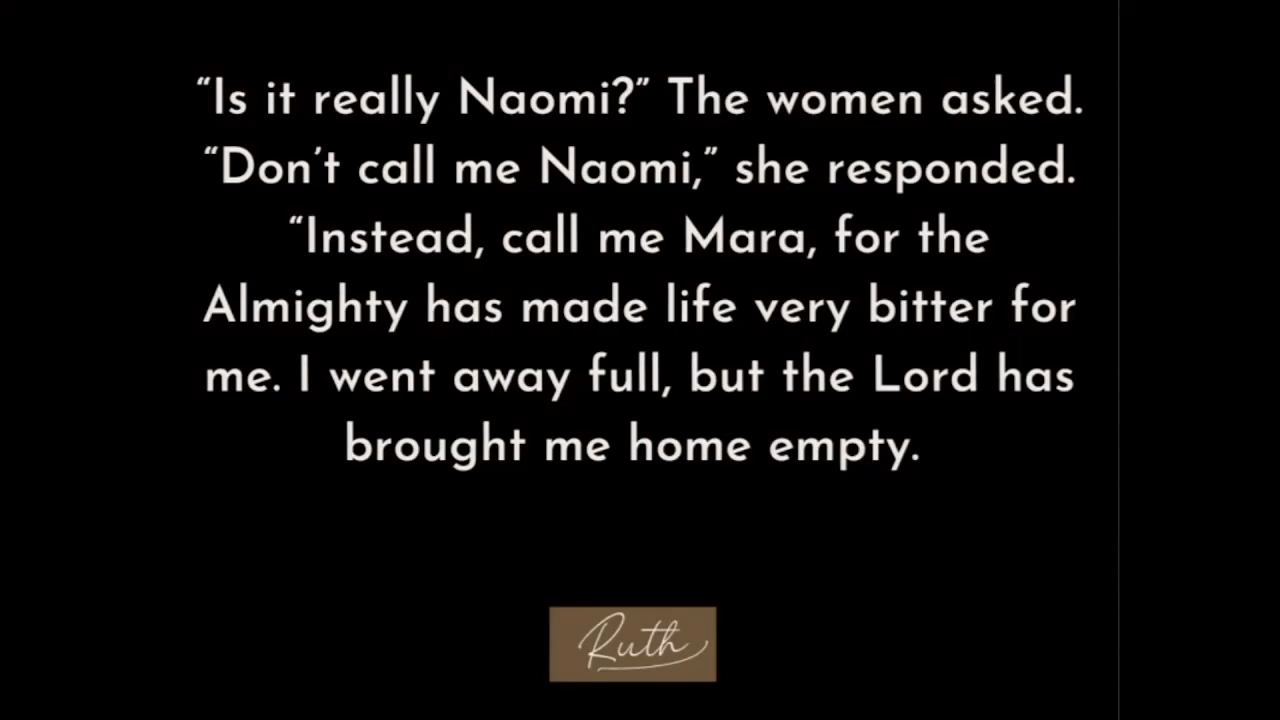 “Is it really Naomi?” The women asked.
“Don’t call me Naomi,” she responded.
“Instead, call me Mara, for the
Almighty has made life very bitter for
me. I went away full, but the Lord has
brought me home empty.
Ruth